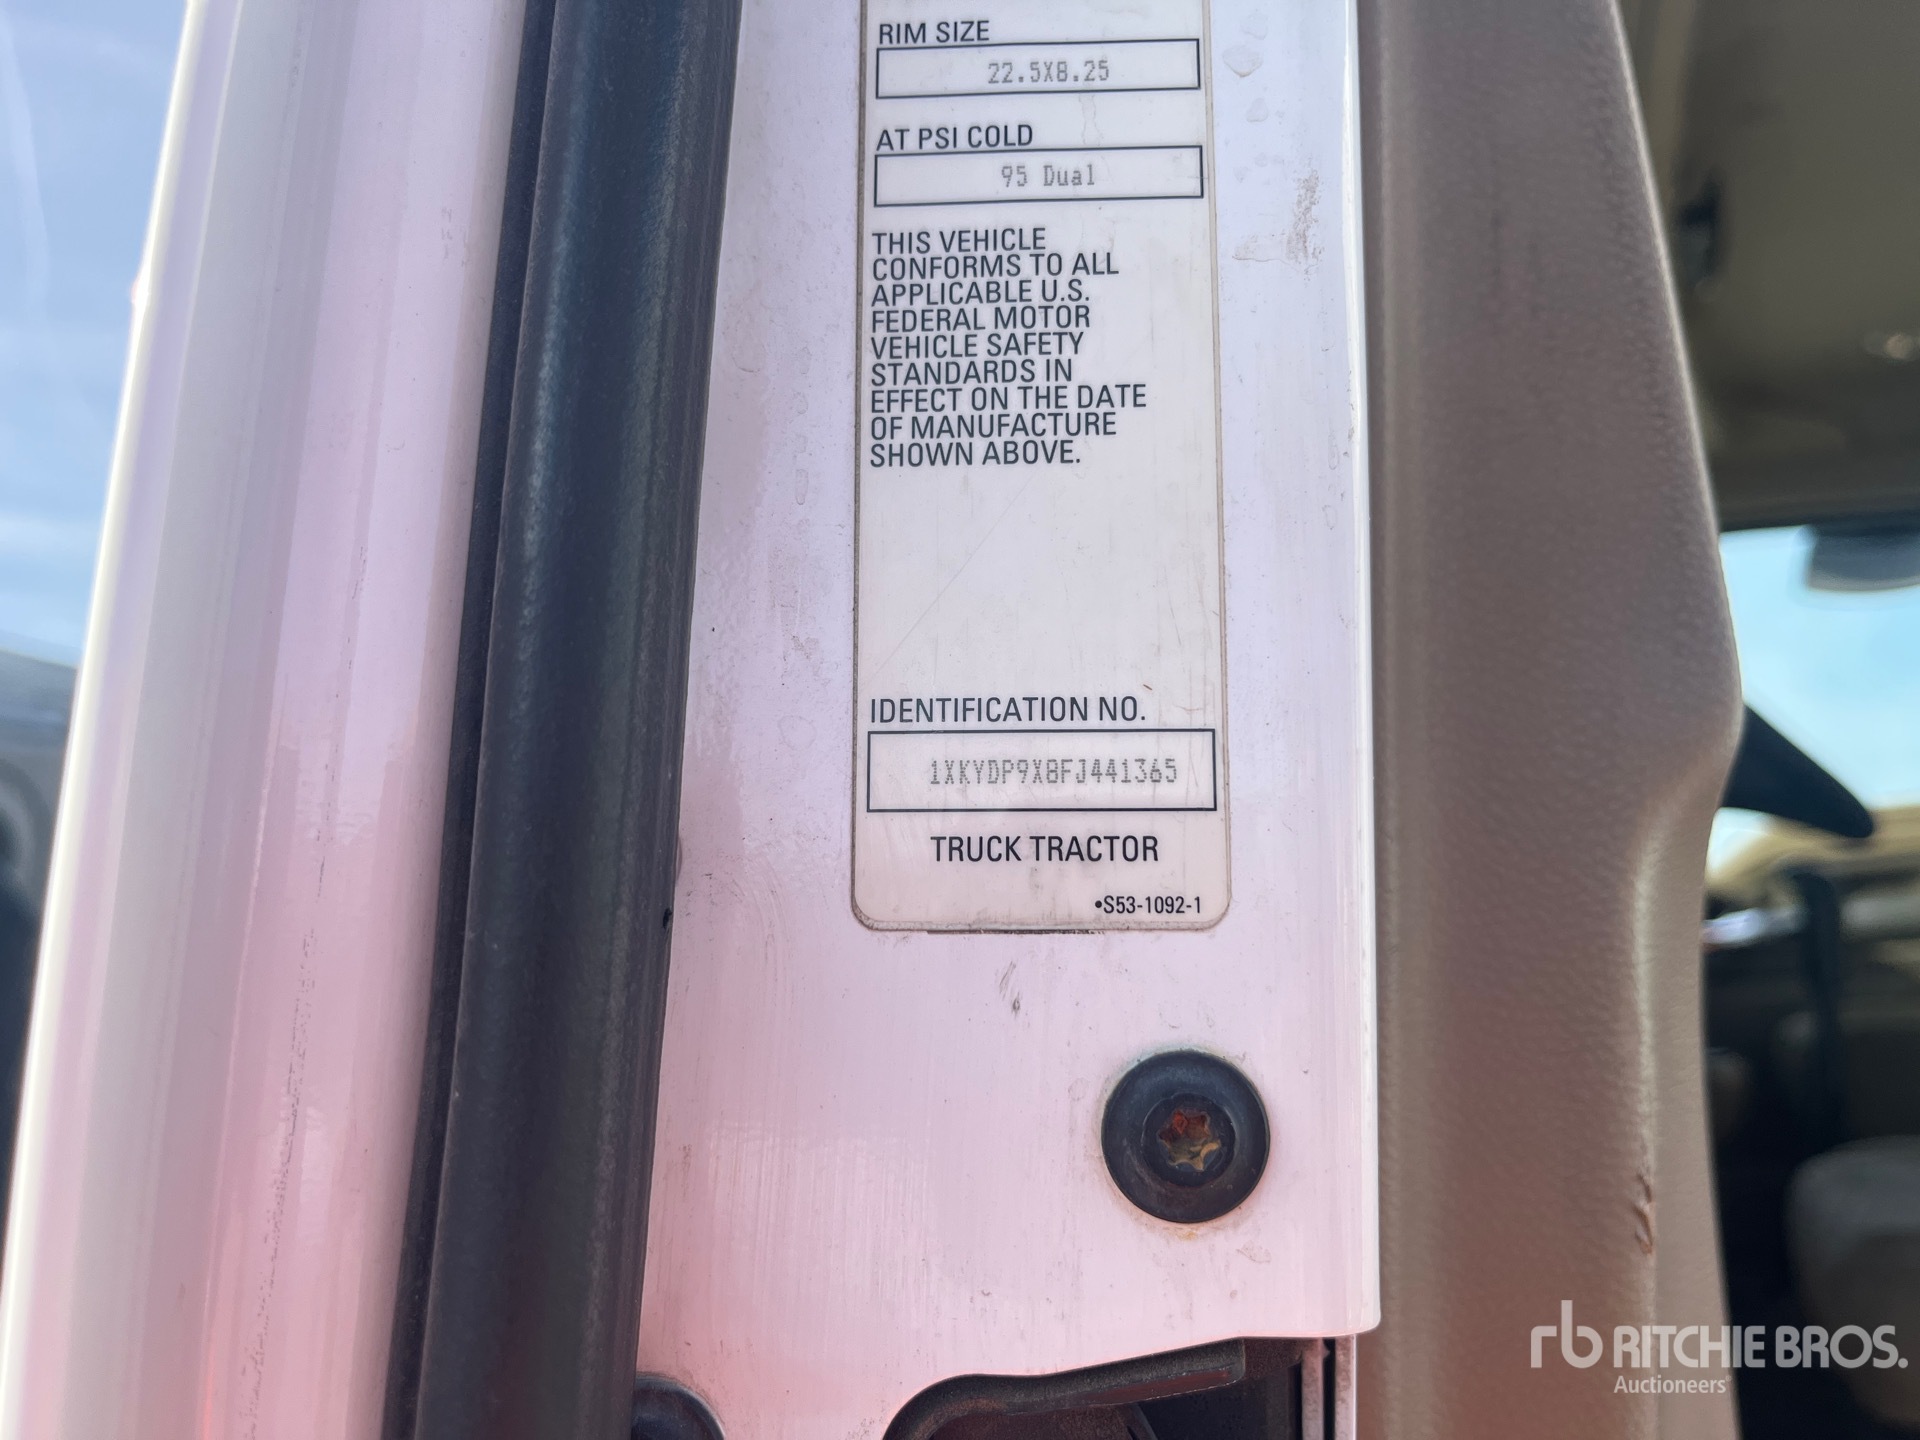 RIM SIZE
22.5X8.25
AT PSI COLD
95 Dual
THIS VEHICLE
CONFORMS TO ALL
APPLICABLE U.S.
FEDERAL MOTOR
VEHICLE SAFETY
STANDARDS IN
EFFECT ON THE DATE
OF MANUFACTURE
SHOWN ABOVE.
IDENTIFICATION NO.
1XKYDP9X8FJ441365
TRUCK TRACTOR
•S53-1092-1
rb RITCHIE BROS.
Auctioneers